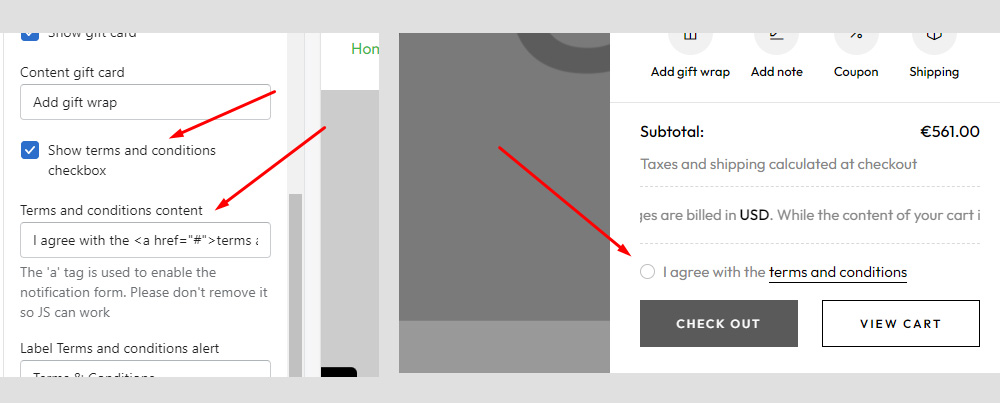 Show gift card
Content gift card
Add gift wrap
Show terms and conditions
checkbox
Terms and conditions content
I agree with the <a href="#">terms a
The 'a' tag is used to enable the
notification form. Please don't remove it
so JS can work
Label Terms and conditions alert
Terms & Conditions
Hom
Add gift wrap
Add note
Coupon
Shipping
Subtotal:
€561.00
Taxes and shipping calculated at checkout
ges are billed in USD. While the content of your cart i
I agree with the terms and conditions
CHECK OUT
VIEW CART